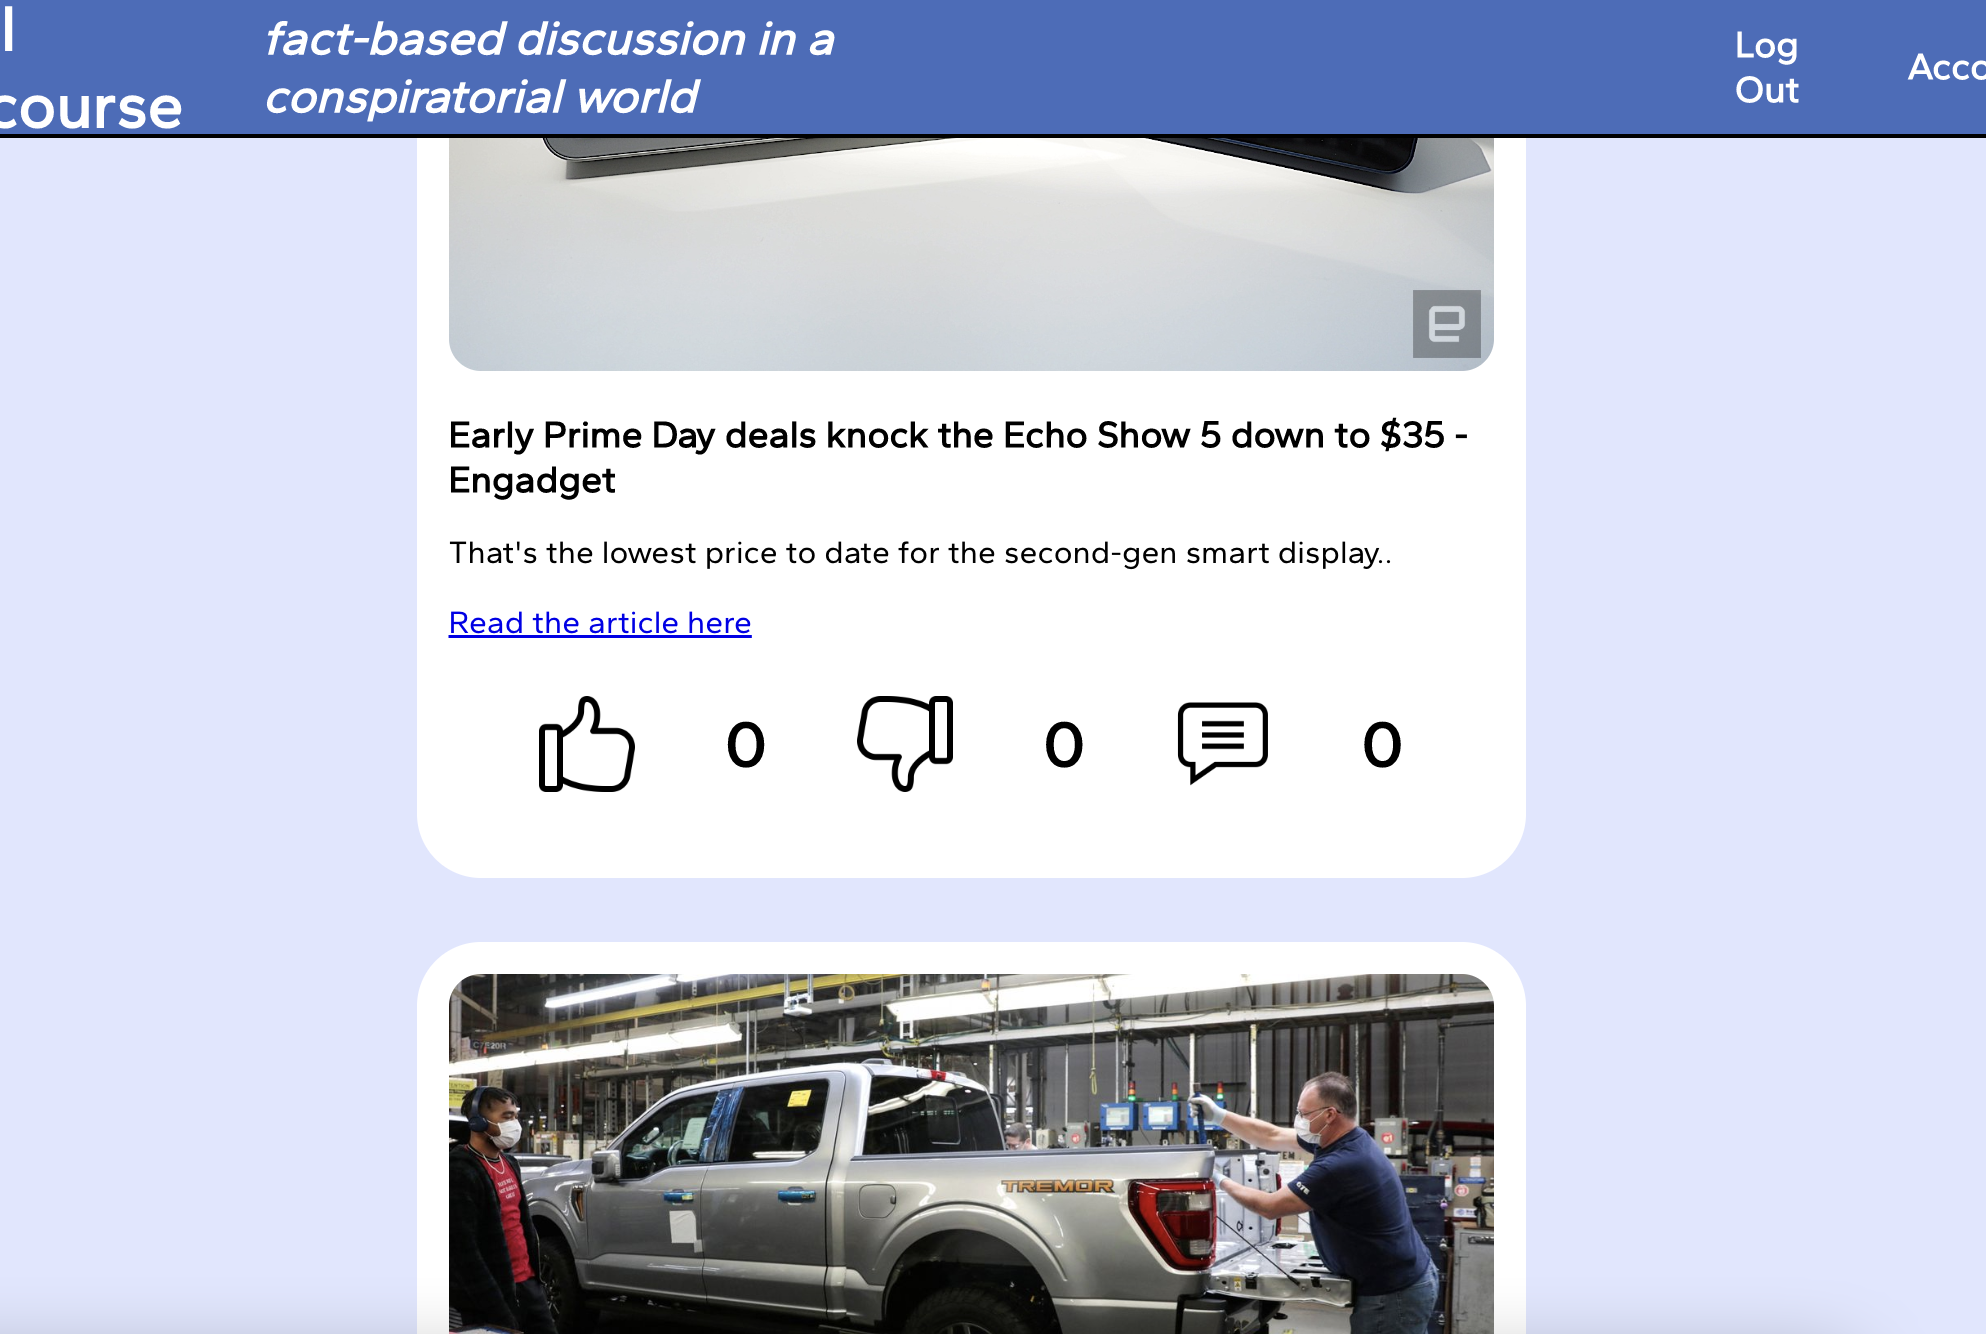 l
course
fact-based discussion in a
conspiratorial world
Log
Out
Acco
e
Early Prime Day deals knock the Echo Show 5 down to $35 -
Engadget
That's the lowest price to date for the second-gen smart display..
Read the article here
0 0 0
TREMOR